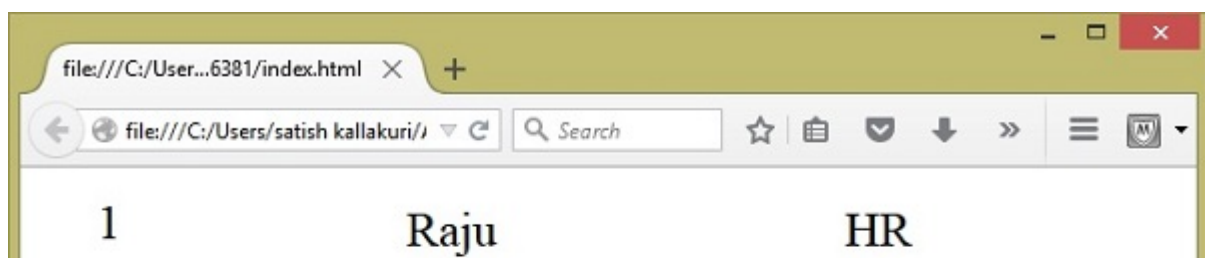 file:///C:/User...6381/index.html
file:///C:/Users/satish kallakuri// Search
1 Raju HR